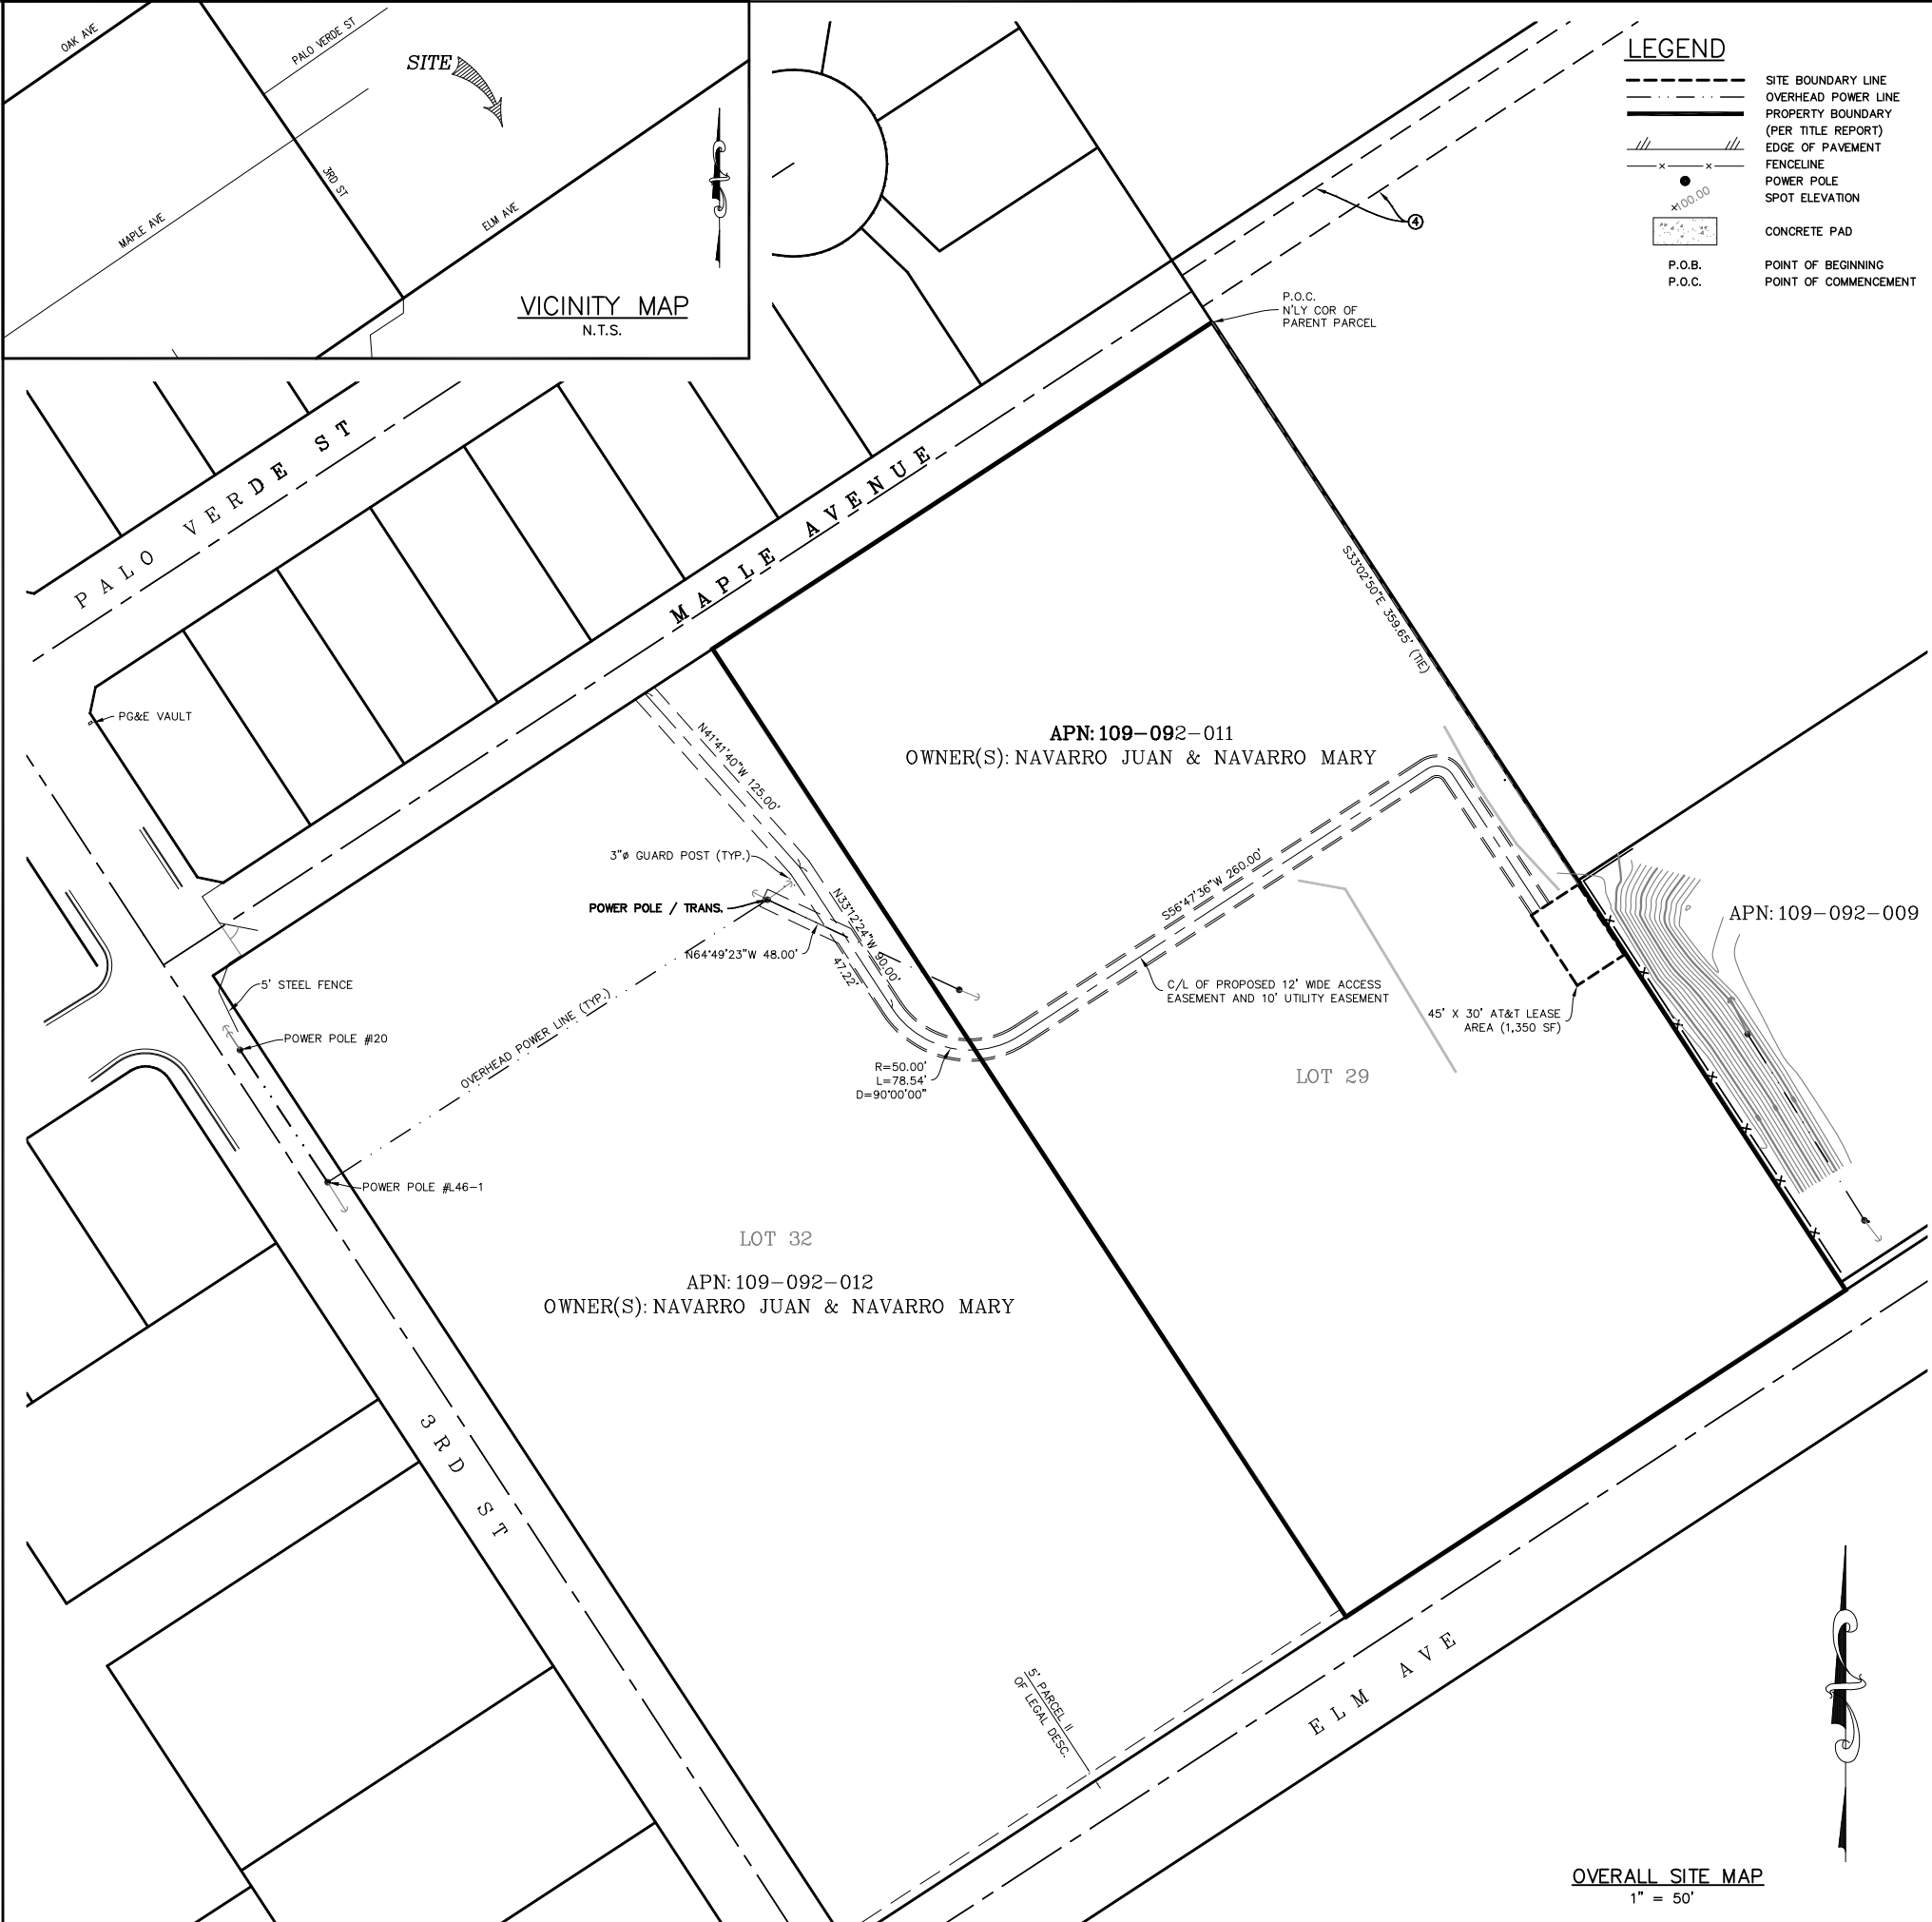 OAK AVE
PALO VERDE ST
SITE
3RD ST
MAPLE AVE
ELM AVE
VICINITY MAP
N.T.S.
LEGEND
SITE BOUNDARY LINE
OVERHEAD POWER LINE
PROPERTY BOUNDARY
(PER TITLE REPORT)
EDGE OF PAVEMENT
FENCELINE
POWER POLE
×100.00
SPOT ELEVATION
CONCRETE PAD
P.O.B. POINT OF BEGINNING
P.O.C. POINT OF COMMENCEMENT
4
P.O.C.
N'LY COR OF
PARENT PARCEL
PALO VERDE ST
MAPLE AVENUE
S33°02'50"E 359.65' (TIE)
PG&E VAULT
N41°41'40"W 125.00'
APN: 109-092-011
OWNER(S): NAVARRO JUAN & NAVARRO MARY
3"ø GUARD POST (TYP.)
POWER POLE / TRANS.
N33°12'24"W 90.00'
N64°49'23"W 48.00'
47.22'
S56°47'36"W 260.00'
APN: 109-092-009
5' STEEL FENCE
POWER POLE #120
OVERHEAD POWER LINE (TYP.)
C/L OF PROPOSED 12' WIDE ACCESS
EASEMENT AND 10' UTILITY EASEMENT
45' X 30' AT&T LEASE
AREA (1,350 SF)
R=50.00'
L=78.54'
D=90°00'00"
LOT 29
POWER POLE #L46-1
LOT 32
APN: 109-092-012
OWNER(S): NAVARRO JUAN & NAVARRO MARY
3RD ST
5' PARCEL II
OF LEGAL DESC.
ELM AVE
OVERALL SITE MAP
1" = 50'